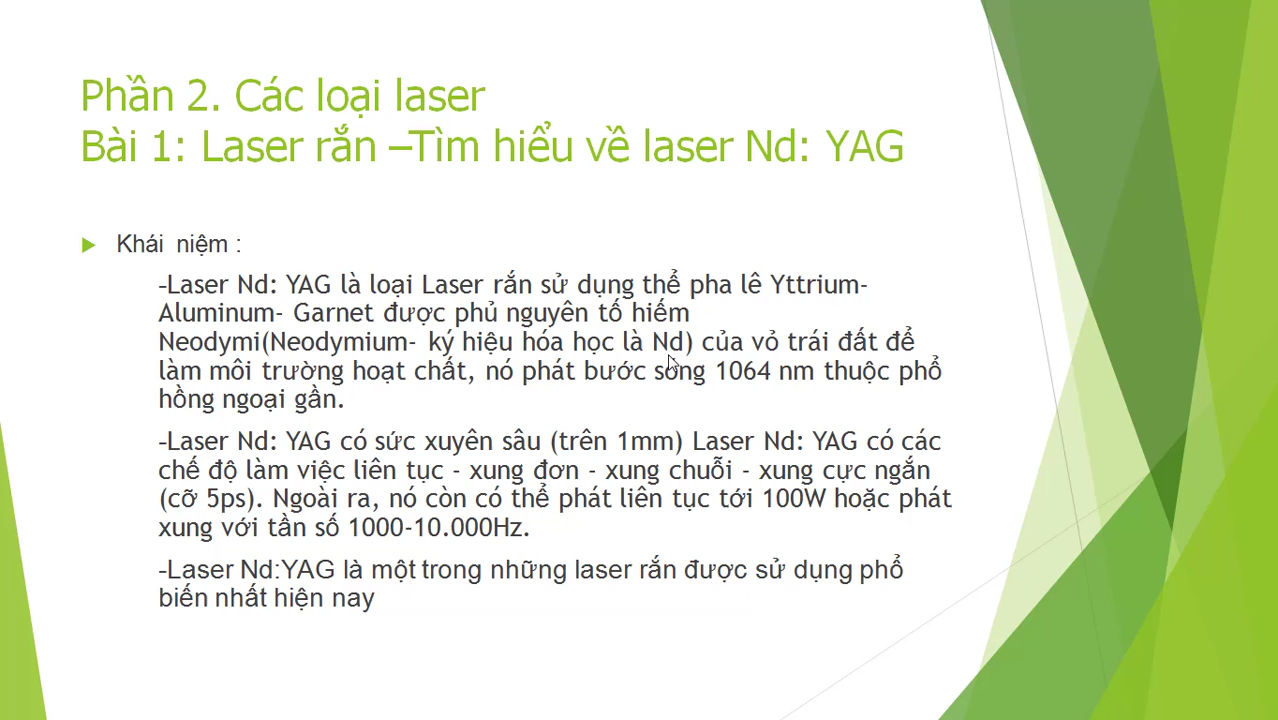 Phần 2. Các loại laser
Bài 1: Laser rắn –Tìm hiểu về laser Nd: YAG
Khái niệm :
-Laser Nd: YAG là loại Laser rắn sử dụng thể pha lê Yttrium-
Aluminum- Garnet được phủ nguyên tố hiếm
Neodymi(Neodymium- ký hiệu hóa học là Nd) của vỏ trái đất để
làm môi trường hoạt chất, nó phát bước sóng 1064 nm thuộc phổ
hồng ngoại gần.
-Laser Nd: YAG có sức xuyên sâu (trên 1mm) Laser Nd: YAG có các
chế độ làm việc liên tục - xung đơn - xung chuỗi - xung cực ngắn
(cỡ 5ps). Ngoài ra, nó còn có thể phát liên tục tới 100W hoặc phát
xung với tần số 1000-10.000Hz.
-Laser Nd:YAG là một trong những laser rắn được sử dụng phổ
biến nhất hiện nay